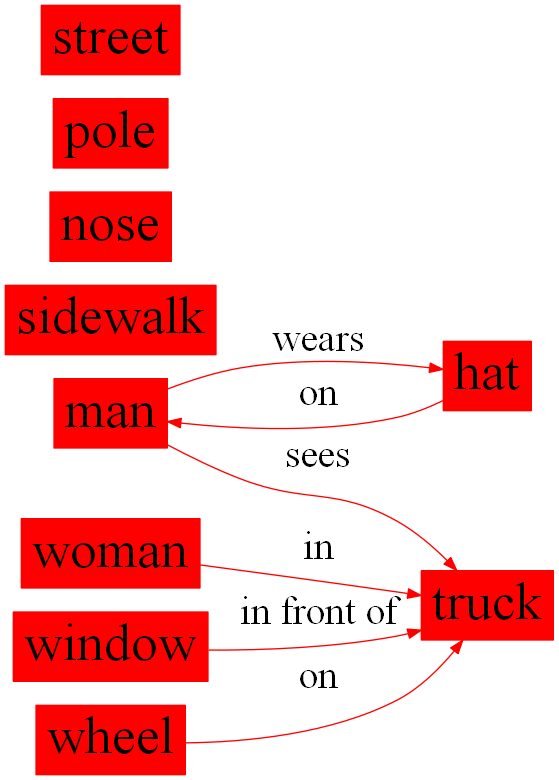 street
pole
nose
sidewalk
wears
hat
man
on
sees
woman
in
truck
in front of
window
on
wheel